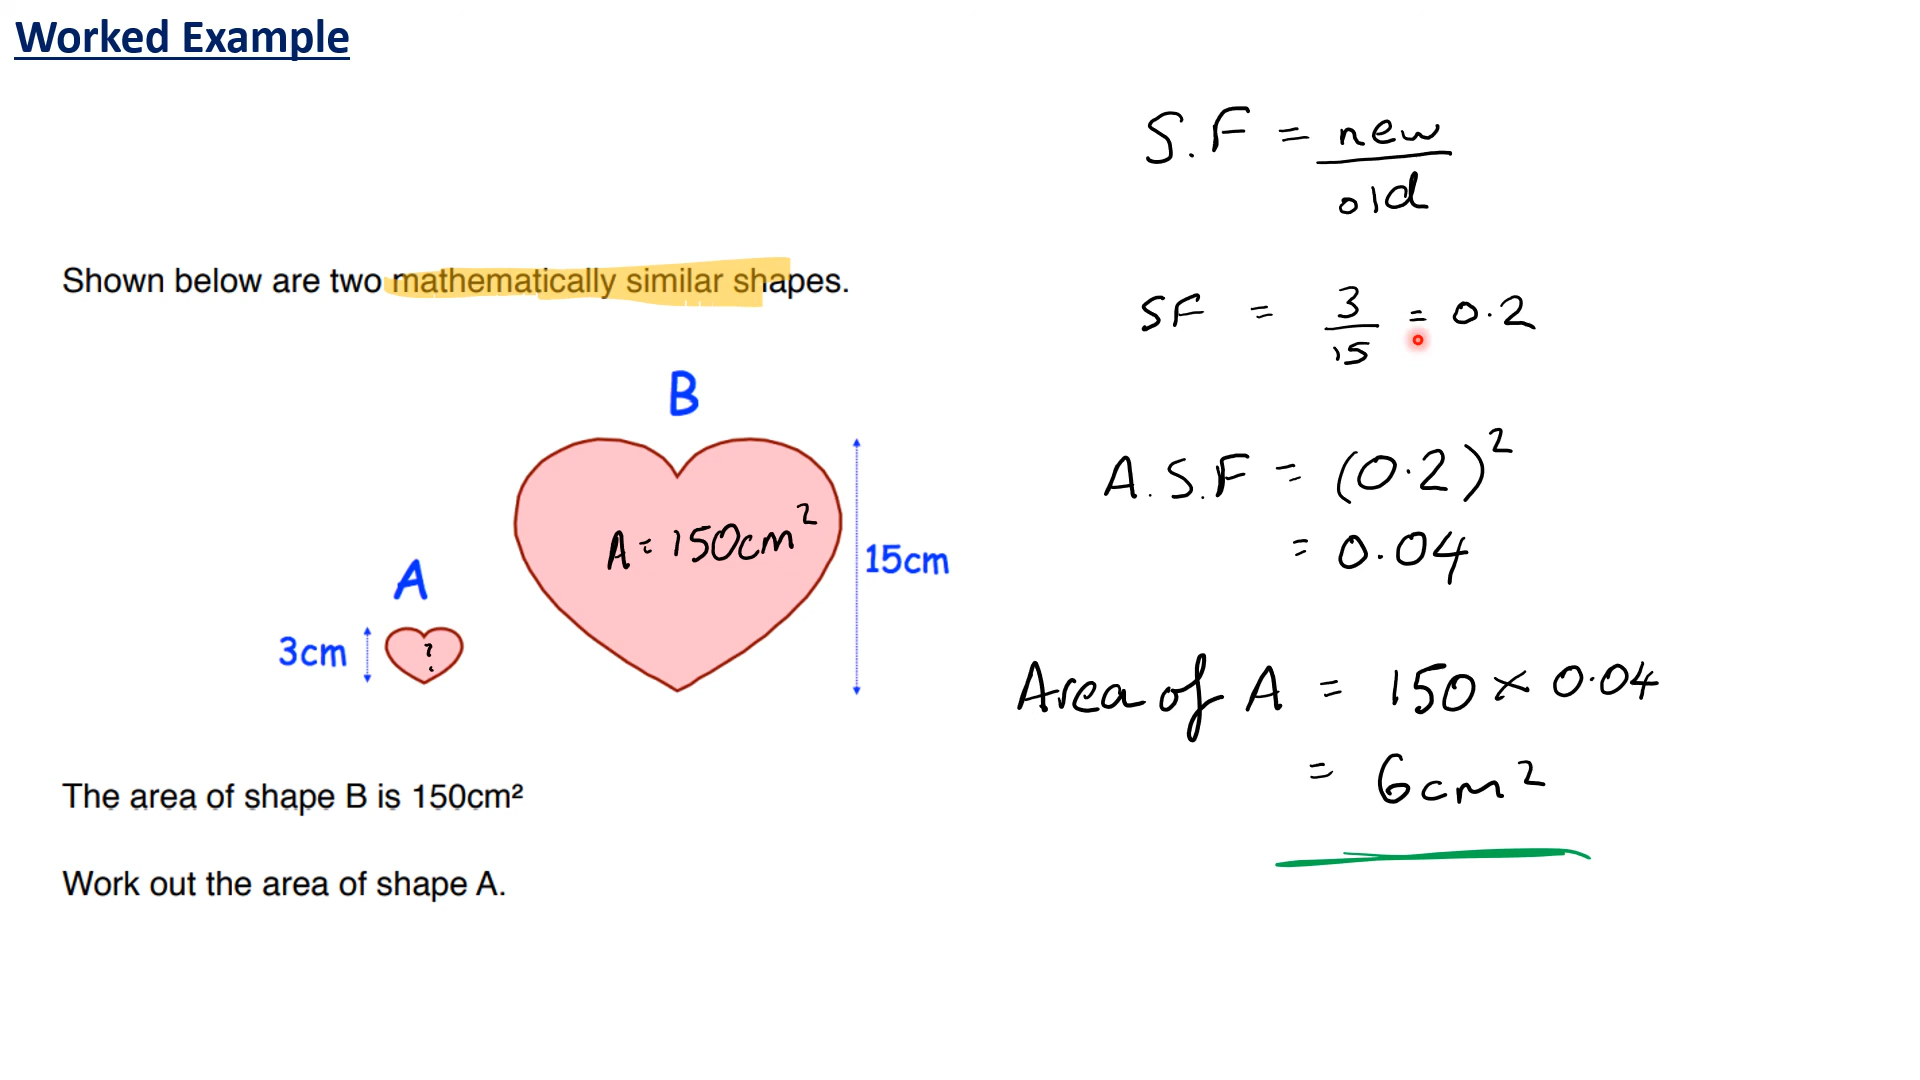 Worked Example
Shown below are two mathematically similar shapes.
B
A = 150cm²
15cm
A
3cm
?
The area of shape B is 150cm²
Work out the area of shape A.
S.F = new
old
SF = 3/15 = 0.2
A.S.F = (0.2)²
= 0.04
Area of A = 150 × 0.04
= 6cm²